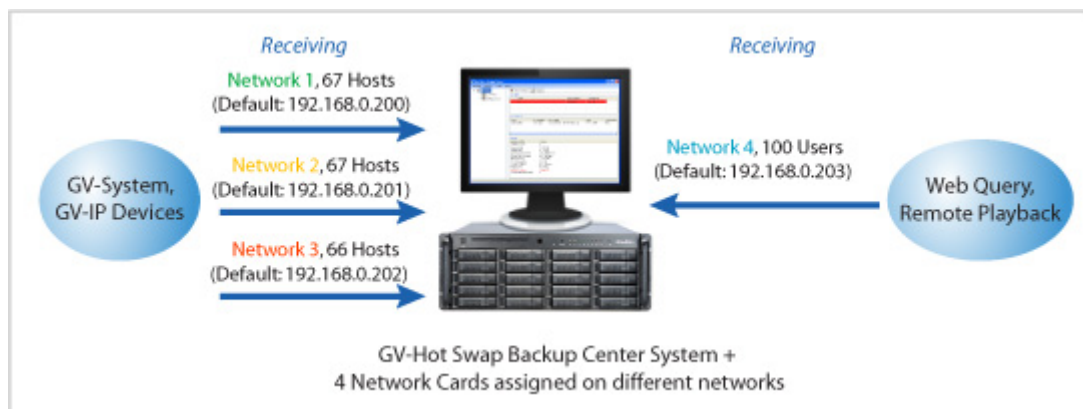 Receiving
Network 1, 67 Hosts
(Default: 192.168.0.200)
Network 2, 67 Hosts
(Default: 192.168.0.201)
Network 3, 66 Hosts
(Default: 192.168.0.202)
GV-System,
GV-IP Devices
Receiving
Network 4, 100 Users
(Default: 192.168.0.203)
Web Query,
Remote Playback
GV-Hot Swap Backup Center System +
4 Network Cards assigned on different networks